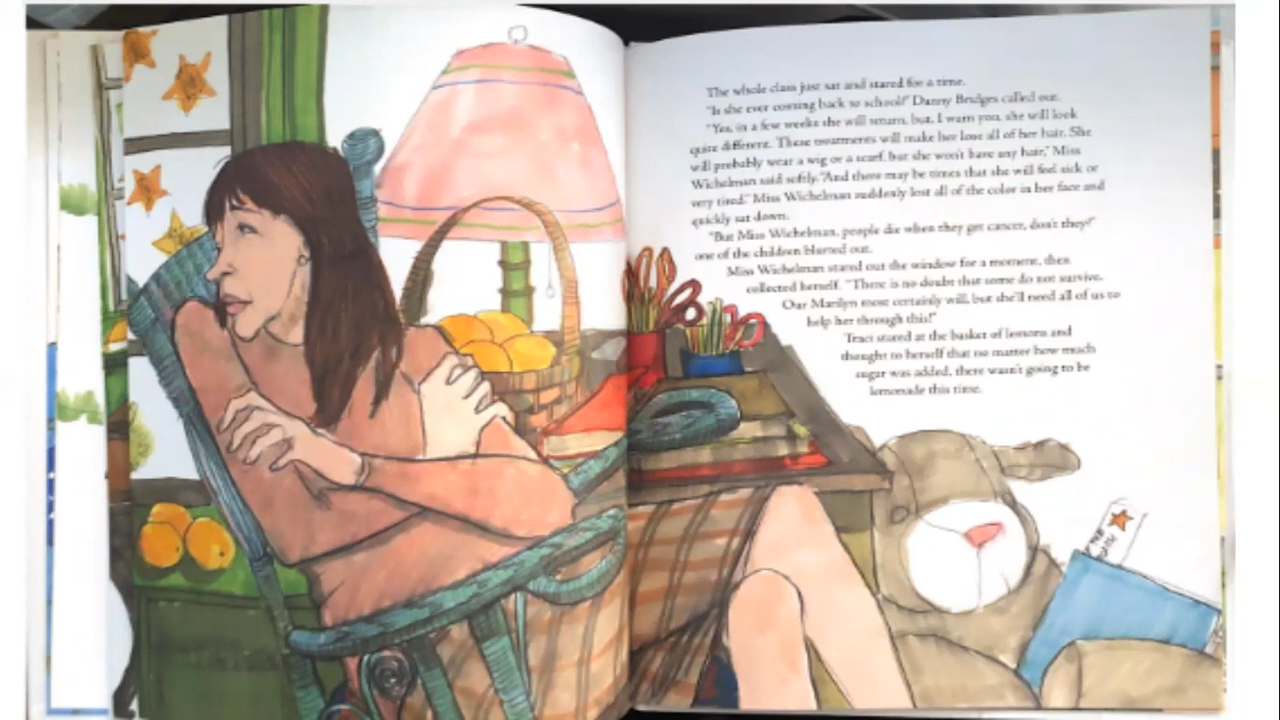 The whole class just sat and stared for a time.
"Is she ever coming back to school?" Danny Bridges called out.
"Yes, in a few weeks she will return, but, I warn you, she will look
quite different. These treatments will make her lose all of her hair. She
will probably wear a wig or a scarf, but she won't have any hair," Miss
Wichelman said softly. "And there may be times that she will feel sick or
very tired." Miss Wichelman suddenly lost all of the color in her face and
quickly sat down.
"But Miss Wichelman, people die when they get cancer, don't they?"
one of the children blurted out.
Miss Wichelman stared out the window for a moment, then
collected herself. "There is no doubt that some do not survive.
Our Marilyn most certainly will, but she'll need all of us to
help her through this!"
Traci stared at the basket of lemons and
thought to herself that no matter how much
sugar was added, there wasn't going to be
lemonade this time.